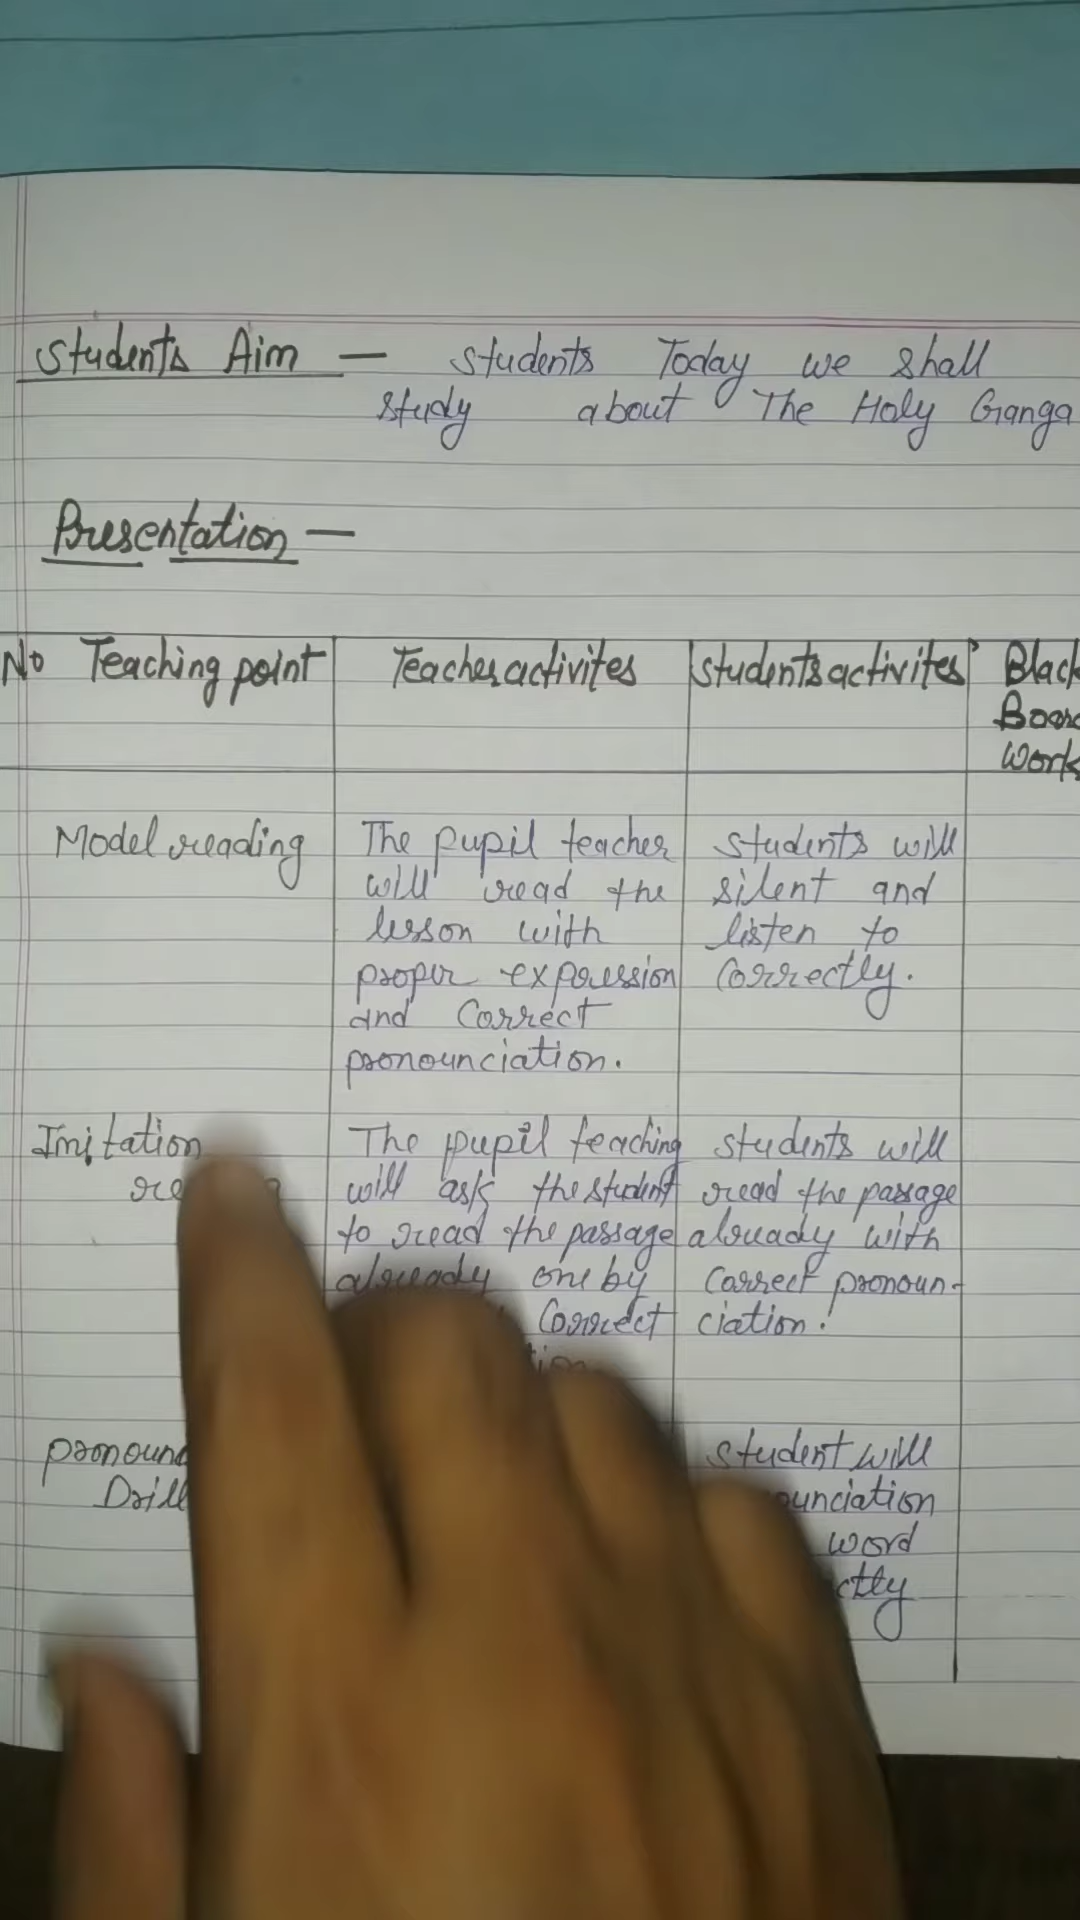 Students Aim — Students Today we shall
study about The Holy Ganga
Presentation —
No Teaching point Teacher activites Students activites Black
Board
work
Model reading The pupil teacher students will
will read the silent and
lesson with listen to
proper expression correctly.
and correct
pronounciation.
Imitation The pupil teaching students will
will ask the student read the passage
to read the passage already with
already one by correct pronoun-
correct ciation.
student will
Drill
word